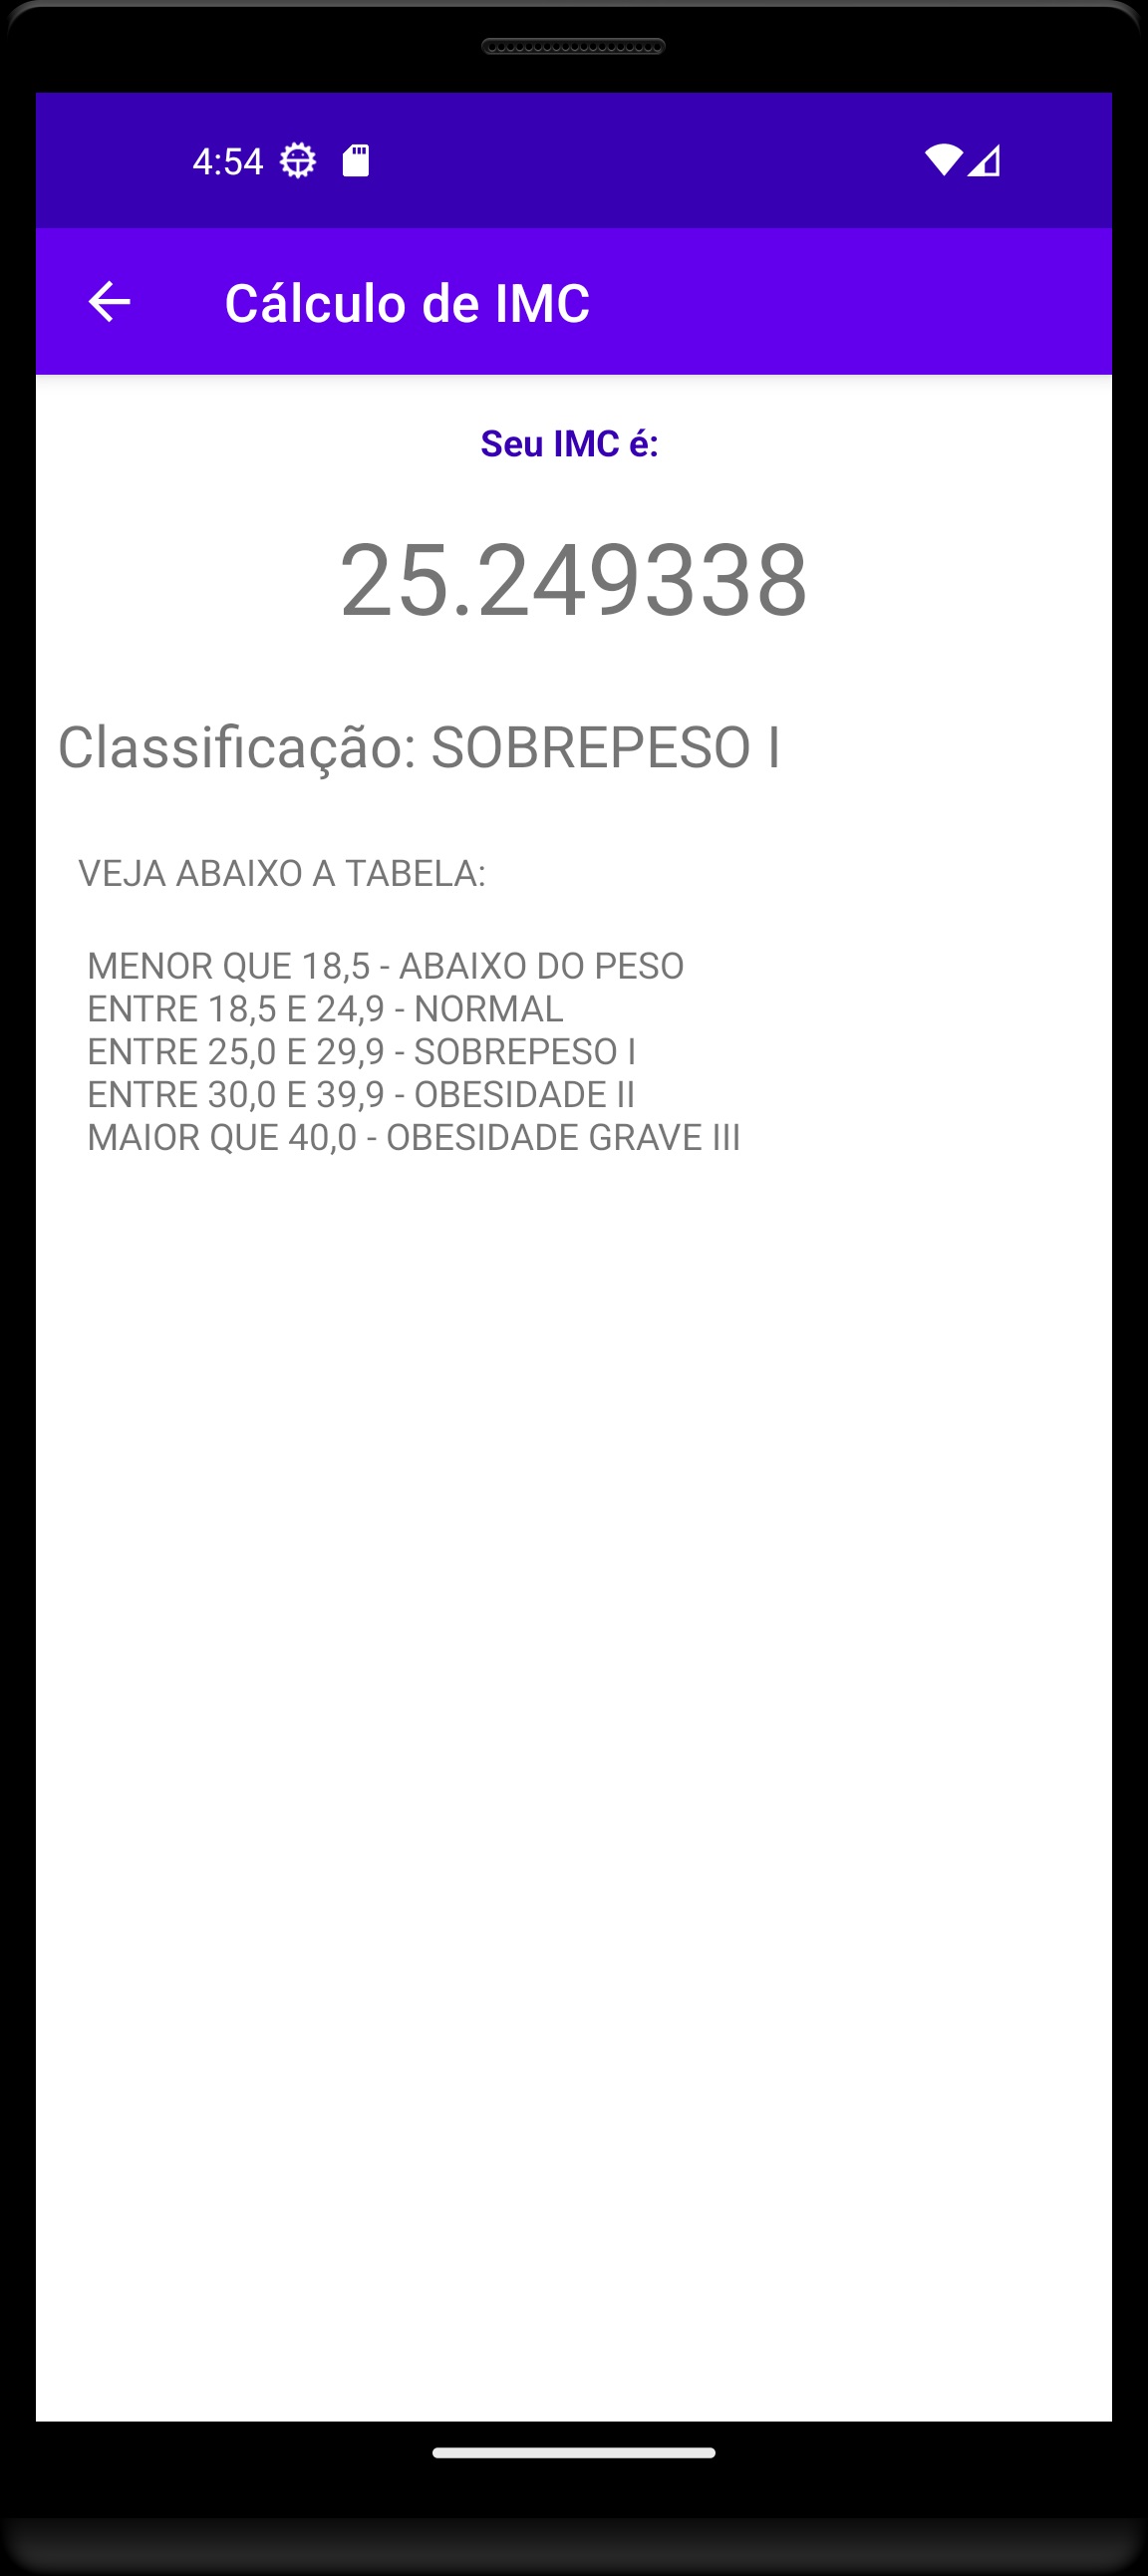 4:54
Cálculo de IMC
Seu IMC é:
25.249338
Classificação: SOBREPESO I
VEJA ABAIXO A TABELA:
MENOR QUE 18,5 - ABAIXO DO PESO
ENTRE 18,5 E 24,9 - NORMAL
ENTRE 25,0 E 29,9 - SOBREPESO I
ENTRE 30,0 E 39,9 - OBESIDADE II
MAIOR QUE 40,0 - OBESIDADE GRAVE III